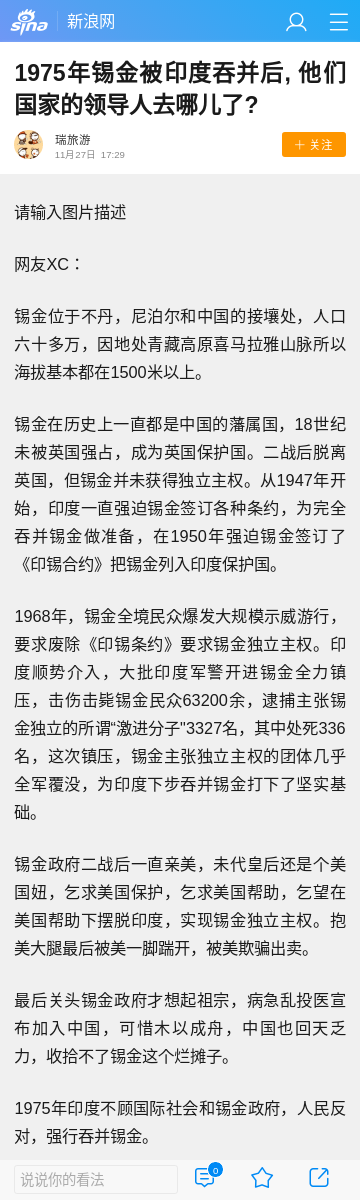 sina 新浪网
1975年锡金被印度吞并后, 他们
国家的领导人去哪儿了?
瑞旅游
11月27日 17:29
＋ 关注
请输入图片描述
网友XC：
锡金位于不丹，尼泊尔和中国的接壤处，人口
六十多万，因地处青藏高原喜马拉雅山脉所以
海拔基本都在1500米以上。
锡金在历史上一直都是中国的藩属国，18世纪
未被英国强占，成为英国保护国。二战后脱离
英国，但锡金并未获得独立主权。从1947年开
始，印度一直强迫锡金签订各种条约，为完全
吞并锡金做准备，在1950年强迫锡金签订了
《印锡合约》把锡金列入印度保护国。
1968年，锡金全境民众爆发大规模示威游行，
要求废除《印锡条约》要求锡金独立主权。印
度顺势介入，大批印度军警开进锡金全力镇
压，击伤击毙锡金民众63200余，逮捕主张锡
金独立的所谓“激进分子"3327名，其中处死336
名，这次镇压，锡金主张独立主权的团体几乎
全军覆没，为印度下步吞并锡金打下了坚实基
础。
锡金政府二战后一直亲美，末代皇后还是个美
国妞，乞求美国保护，乞求美国帮助，乞望在
美国帮助下摆脱印度，实现锡金独立主权。抱
美大腿最后被美一脚踹开，被美欺骗出卖。
最后关头锡金政府才想起祖宗，病急乱投医宣
布加入中国，可惜木以成舟，中国也回天乏
力，收拾不了锡金这个烂摊子。
1975年印度不顾国际社会和锡金政府，人民反
对，强行吞并锡金。
说说你的看法
0